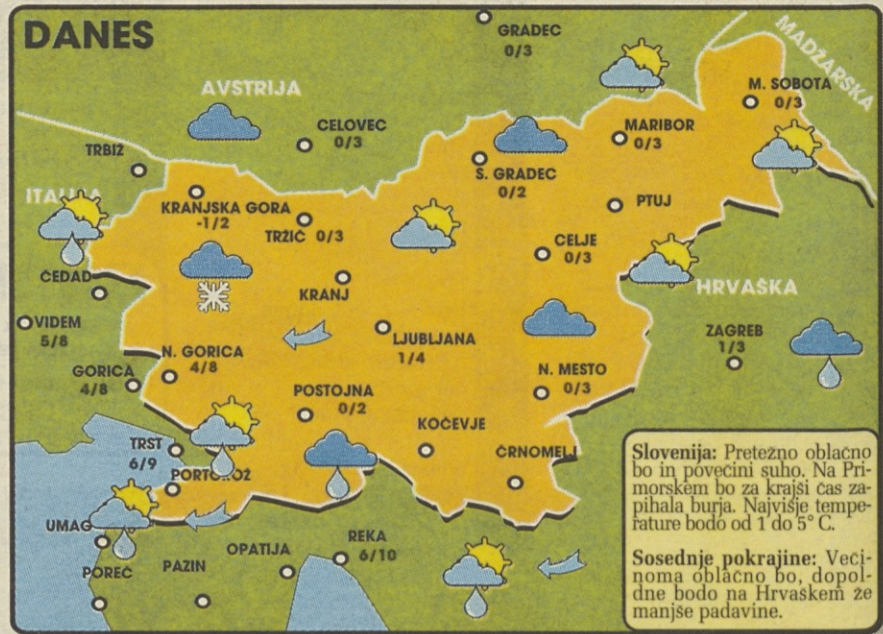 DANES
GRADEC
0/3
MADŽARSKA
AVSTRIJA
M. SOBOTA
0/3
CELOVEC
0/3
MARIBOR
0/3
TRBIŽ
S. GRADEC
0/2
ITALIJA
KRANJSKA GORA
-1/2
TRŽIČ 0/3
PTUJ
CELJE
0/3
ČEDAD
KRANJ
HRVAŠKA
VIDEM
5/8
LJUBLJANA
1/4
ZAGREB
1/3
N. GORICA
4/8
GORICA
4/8
N. MESTO
0/3
POSTOJNA
0/2
KOČEVJE
TRST
6/9
ČRNOMELJ
PORTOROŽ
UMAG
REKA
6/10
OPATIJA
PAZIN
POREČ
Slovenija: Pretežno oblačno
bo in povečini suho. Na Pri-
morskem bo za krajši čas za-
pihala burja. Najvišje tempe-
rature bodo od 1 do 5° C.
Sosednje pokrajine: Veči-
noma oblačno bo, dopol-
dne bodo na Hrvaškem že
manjše padavine.